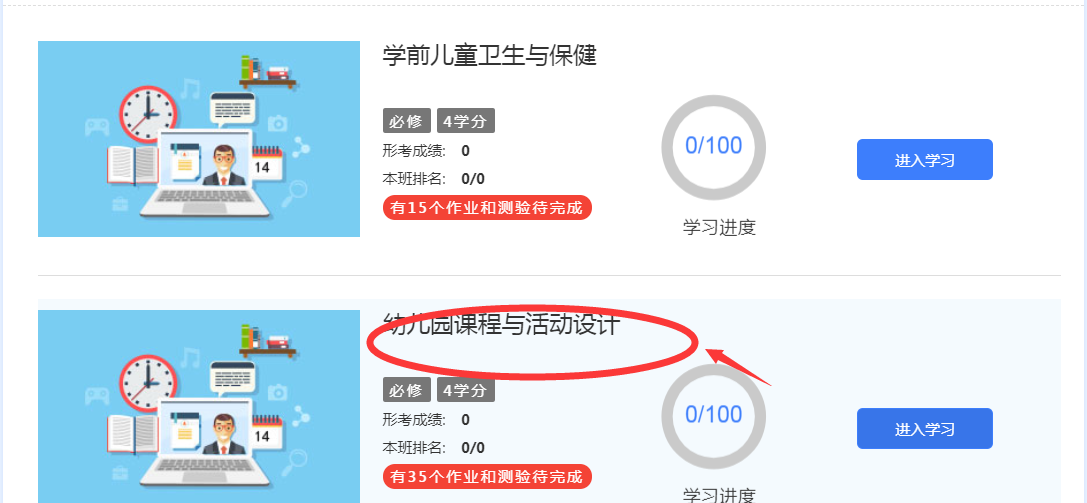 学前儿童卫生与保健
必修 4学分
形考成绩: 0
本班排名: 0/0
有15个作业和测验待完成
0/100
学习进度
进入学习
14
幼儿园课程与活动设计
必修 4学分
形考成绩: 0
本班排名: 0/0
有35个作业和测验待完成
0/100
学习进度
进入学习
14